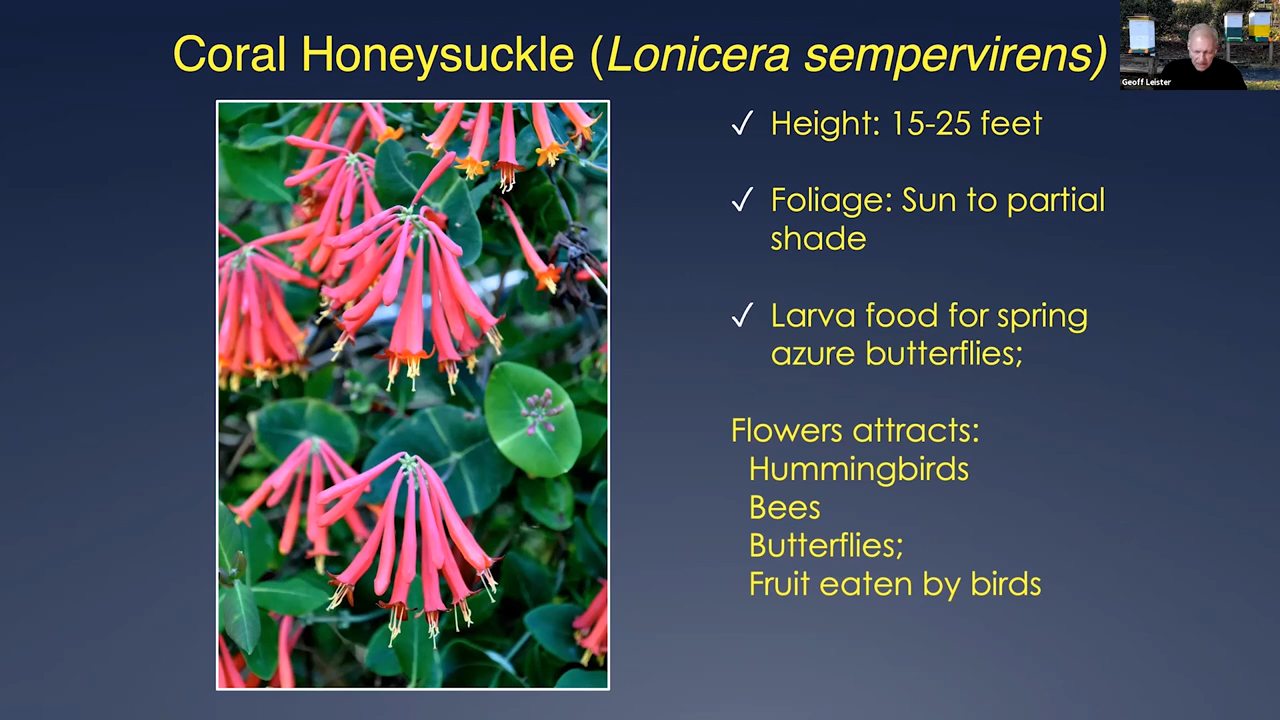 Coral Honeysuckle (Lonicera sempervirens)
Geoff Leister
✓ Height: 15-25 feet
✓ Foliage: Sun to partial
shade
✓ Larva food for spring
azure butterflies;
Flowers attracts:
Hummingbirds
Bees
Butterflies;
Fruit eaten by birds